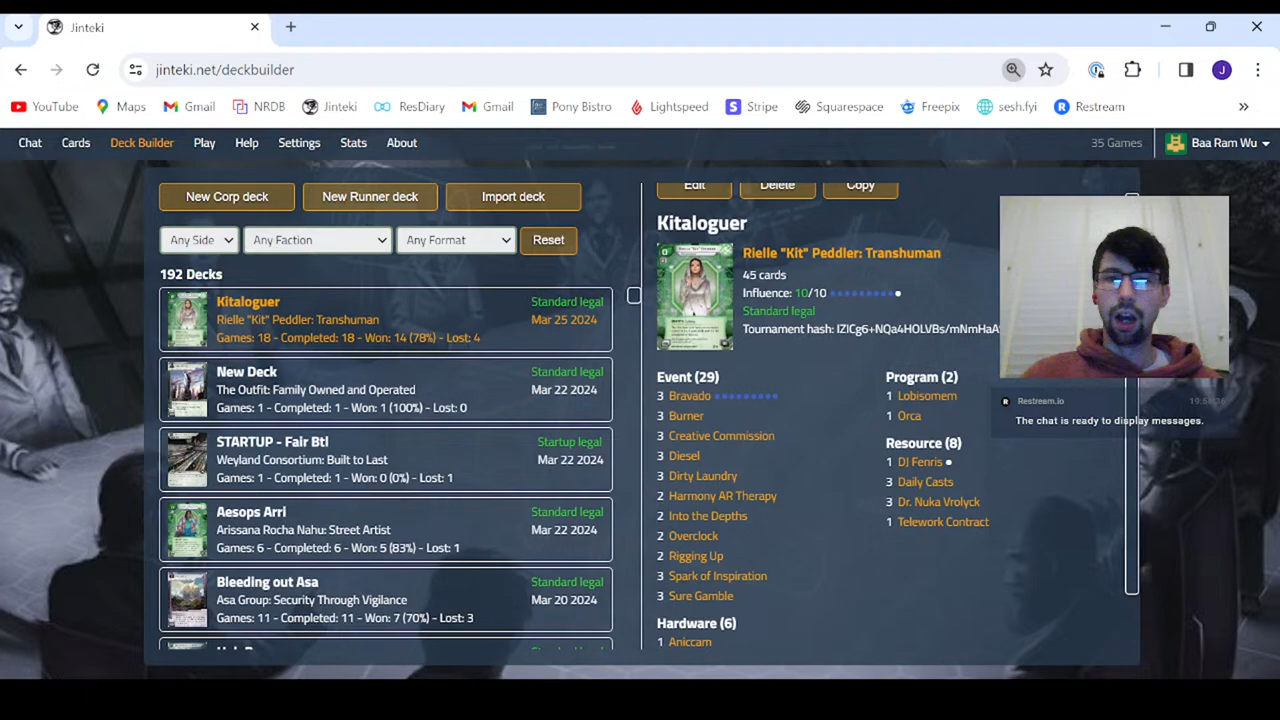 Jinteki
jinteki.net/deckbuilder
YouTube Maps Gmail NRDB Jinteki ResDiary Gmail Pony Bistro Lightspeed Stripe Squarespace Freepix sesh.fyi Restream
Chat Cards Deck Builder Play Help Settings Stats About 35 Games Baa Ram Wu
New Corp deck New Runner deck Import deck
Any Side Any Faction Any Format Reset
192 Decks
Kitaloguer Standard legal
Rielle "Kit" Peddler: Transhuman Mar 25 2024
Games: 18 - Completed: 18 - Won: 14 (78%) - Lost: 4
New Deck Standard legal
The Outfit: Family Owned and Operated Mar 22 2024
Games: 1 - Completed: 1 - Won: 1 (100%) - Lost: 0
STARTUP - Fair Btl Startup legal
Weyland Consortium: Built to Last Mar 22 2024
Games: 1 - Completed: 1 - Won: 0 (0%) - Lost: 1
Aesops Arri Standard legal
Arissana Rocha Nahu: Street Artist Mar 22 2024
Games: 6 - Completed: 6 - Won: 5 (83%) - Lost: 1
Bleeding out Asa Standard legal
Asa Group: Security Through Vigilance Mar 20 2024
Games: 11 - Completed: 11 - Won: 7 (70%) - Lost: 3
Edit Delete Copy
Kitaloguer
Rielle "Kit" Peddler: Transhuman
45 cards
Influence: 10/10
Standard legal
Tournament hash: IZlCg6+NQa4HOLVBs/mNmHaA
Event (29)
3 Bravado
3 Burner
3 Creative Commission
3 Diesel
3 Dirty Laundry
2 Harmony AR Therapy
2 Into the Depths
2 Overclock
2 Rigging Up
3 Spark of Inspiration
3 Sure Gamble
Hardware (6)
1 Aniccam
Program (2)
1 Lobisomem
1 Orca
Resource (8)
1 DJ Fenris
3 Daily Casts
3 Dr. Nuka Vrolyck
1 Telework Contract
Restream.io
The chat is ready to display messages.